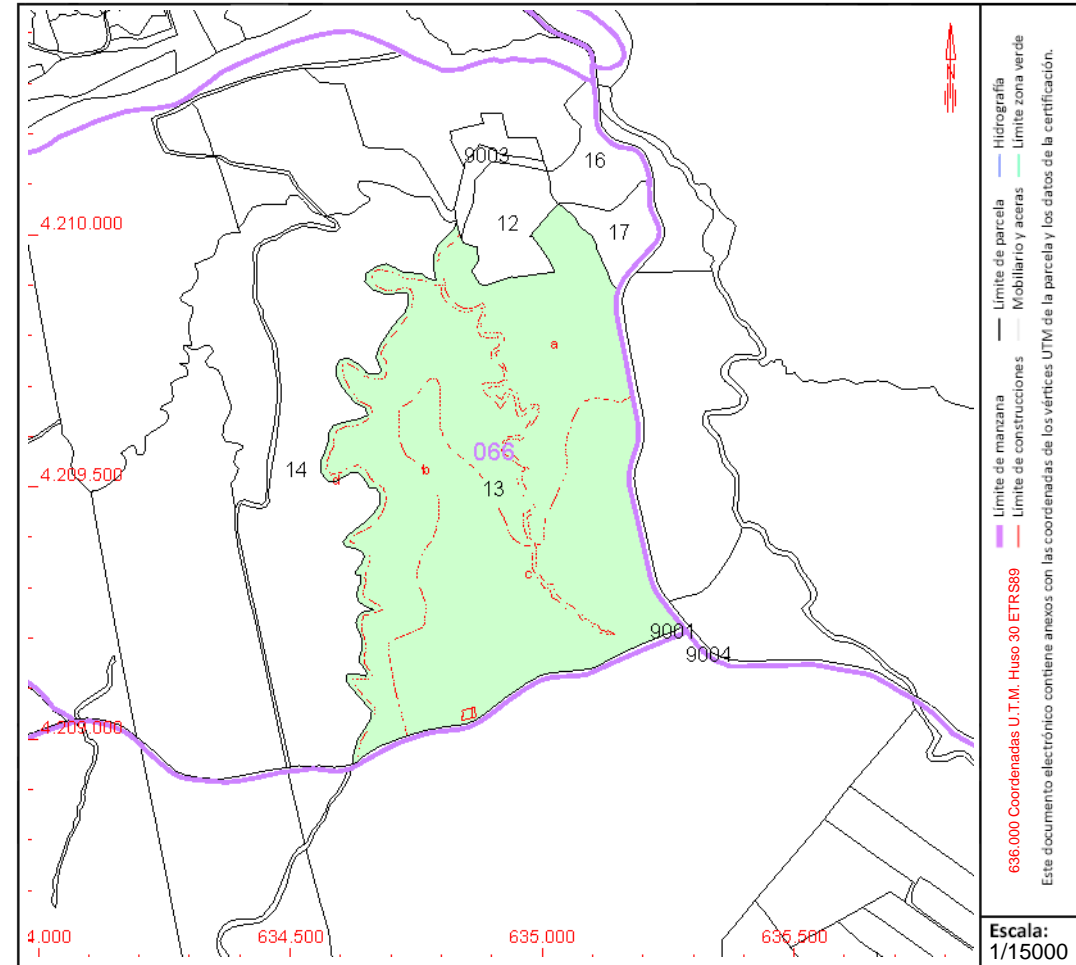 9003
16
4.210.000
12
17
a
066
b
14
13
d
4.209.500
c
9001
9004
4.209.000
4.000
634.500
635.000
635.500
N
Límite de manzana
Límite de parcela
Hidrografía
636.000 Coordenadas U.T.M. Huso 30 ETRS89
Límite de construcciones
Mobiliario y aceras
Límite zona verde
Este documento electrónico contiene anexos con las coordenadas de los vértices UTM de la parcela y los datos de la certificación.
Escala:
1/15000